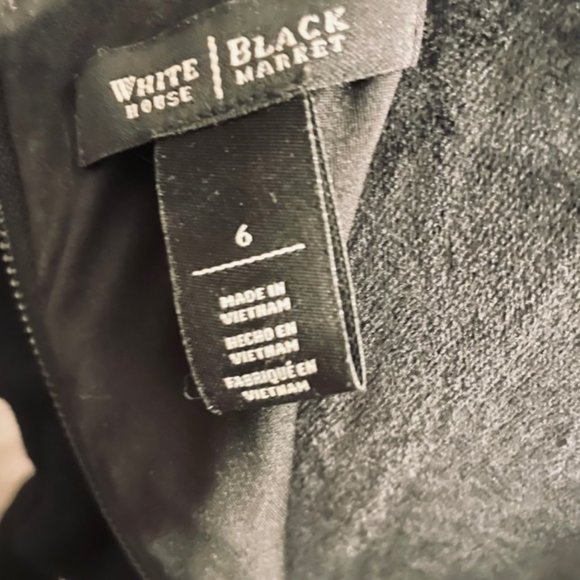 WHITE | BLACK
HOUSE | MARKET
6
MADE IN
VIETNAM
HECHO EN
VIETNAM
FABRIQUÉ EN
VIETNAM